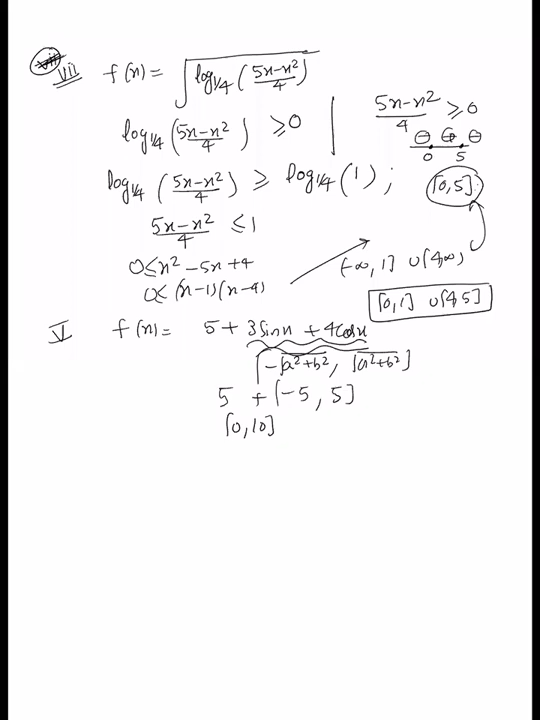 vii f(x) = √(log₁/₄ ((5x-x²)/4))
log₁/₄ ((5x-x²)/4) ≥ 0 | (5x-x²)/4 ≥ 0
⊖ ⊕ ⊖
0 5
log₁/₄ ((5x-x²)/4) ≥ log₁/₄ (1) ; [0,5]
(5x-x²)/4 ≤ 1
0 ≤ x² - 5x + 4
0 ≤ (x-1)(x-4) (-∞, 1] ∪ [4,∞)
[0,1] ∪ [4,5]
V f(x) = 5 + 3sinx + 4cosx
[-√a²+b², √a²+b²]
5 + [-5, 5]
[0,10]